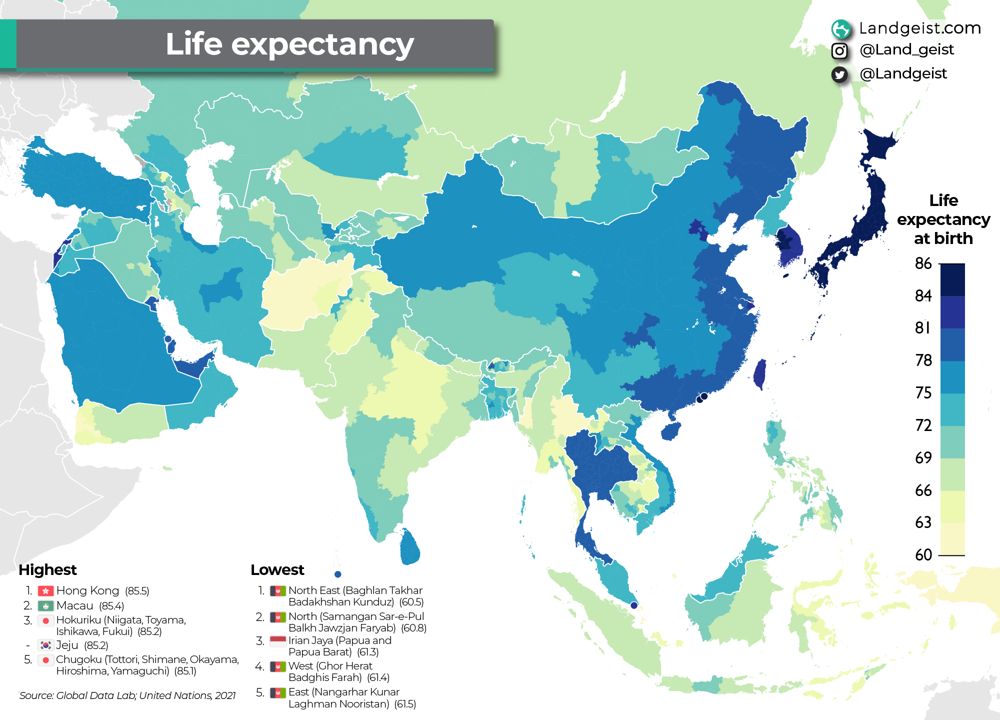 Life expectancy
Landgeist.com
@Land_geist
@Landgeist
Life
expectancy
at birth
86
84
81
78
75
72
69
66
63
60
Highest
1. Hong Kong (85.5)
2. Macau (85.4)
3. Hokuriku (Niigata, Toyama,
Ishikawa, Fukui) (85.2)
- Jeju (85.2)
5. Chugoku (Tottori, Shimane, Okayama,
Hiroshima, Yamaguchi) (85.1)
Source: Global Data Lab; United Nations, 2021
Lowest
1. North East (Baghlan Takhar
Badakhshan Kunduz) (60.5)
2. North (Samangan Sar-e-Pul
Balkh Jawzjan Faryab) (60.8)
3. Irian Jaya (Papua and
Papua Barat) (61.3)
4. West (Ghor Herat
Badghis Farah) (61.4)
5. East (Nangarhar Kunar
Laghman Nooristan) (61.5)